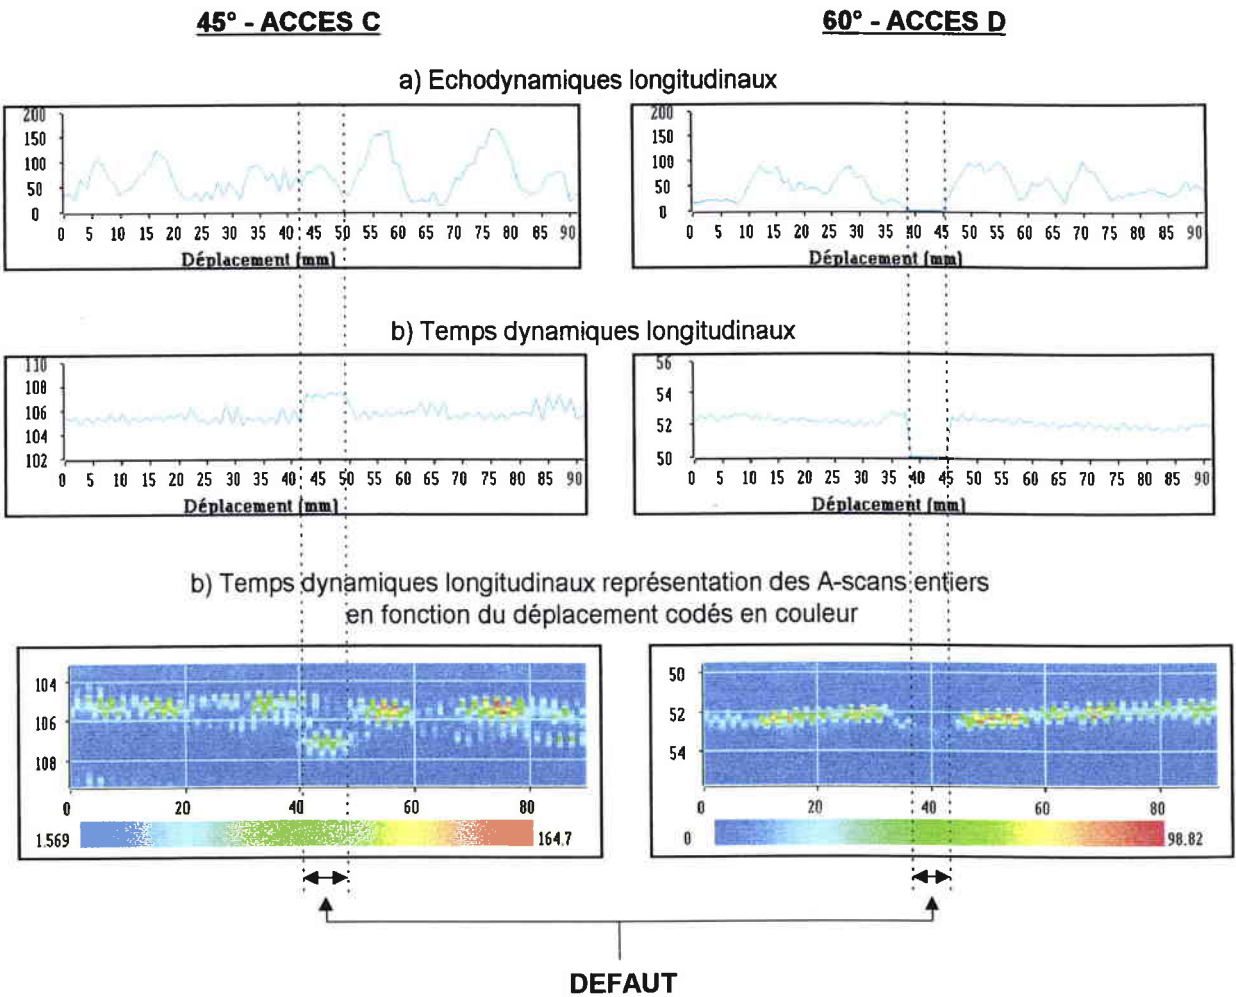 45° - ACCES C
60° - ACCES D
a) Echodynamiques longitudinaux
200
150
100
50
0
0 5 10 15 20 25 30 35 40 45 50 55 60 65 70 75 80 85 90
Déplacement (mm)
200
150
100
50
0
0 5 10 15 20 25 30 35 40 45 50 55 60 65 70 75 80 85 90
Déplacement (mm)
b) Temps dynamiques longitudinaux
110
108
106
104
102
0 5 10 15 20 25 30 35 40 45 50 55 60 65 70 75 80 85 90
Déplacement (mm)
56
54
52
50
0 5 10 15 20 25 30 35 40 45 50 55 60 65 70 75 80 85 90
Déplacement (mm)
b) Temps dynamiques longitudinaux représentation des A-scans entiers
en fonction du déplacement codés en couleur
104
106
108
0 20 40 60 80
1.569 164.7
50
52
54
0 20 40 60 80
0 98.82
DEFAUT